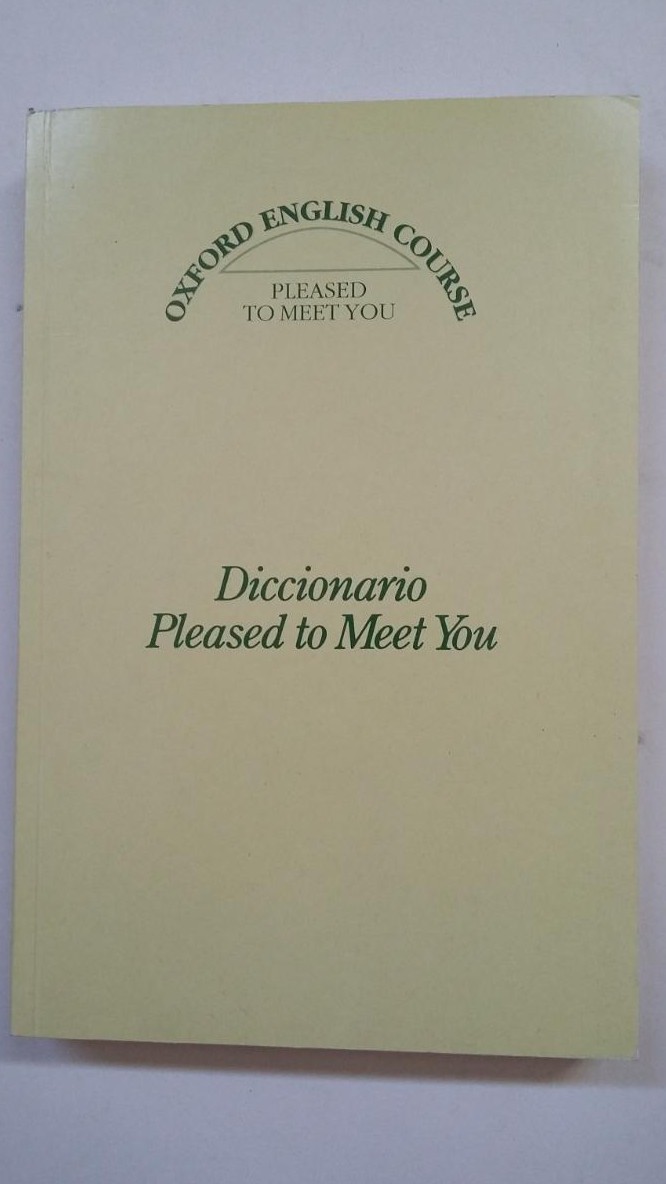 OXFORD ENGLISH COURSE
PLEASED
TO MEET YOU
Diccionario
Pleased to Meet You